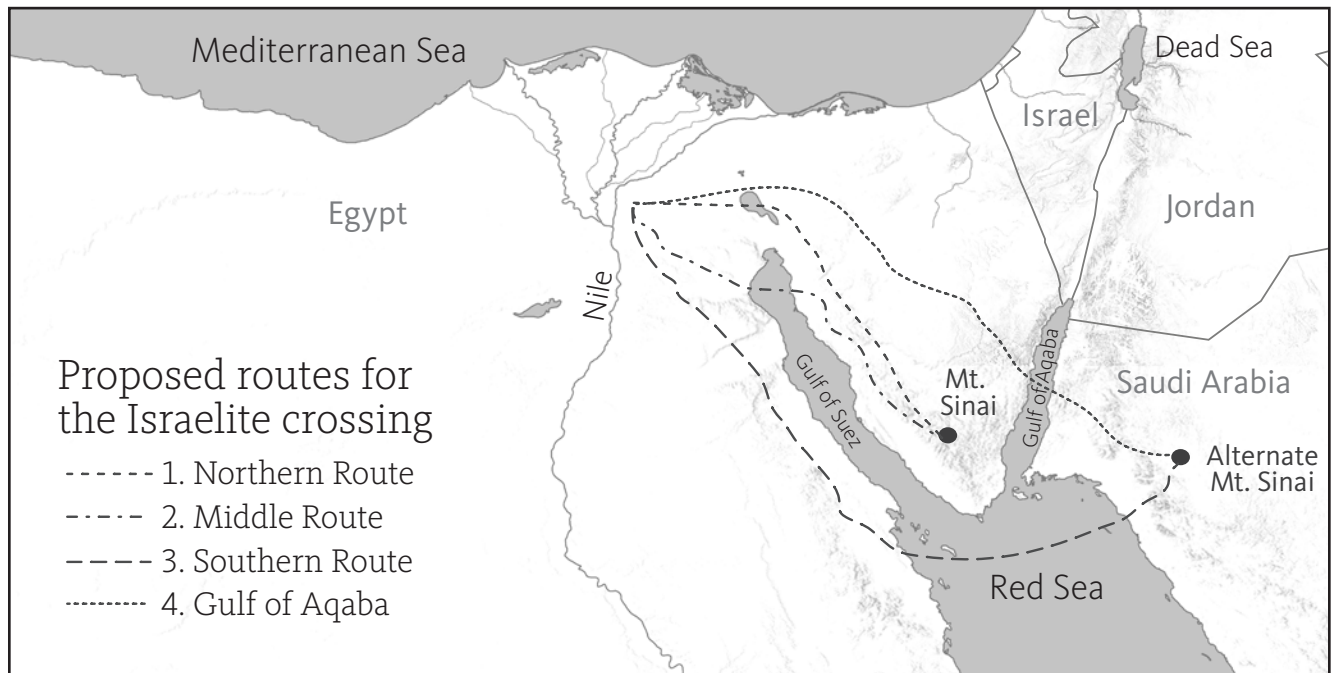 Mediterranean Sea
Dead Sea
Israel
Egypt
Jordan
Nile
Gulf of Suez
Mt.
Sinai
Gulf of Aqaba
Saudi Arabia
Alternate
Mt. Sinai
Red Sea
Proposed routes for
the Israelite crossing
1. Northern Route
2. Middle Route
3. Southern Route
4. Gulf of Aqaba